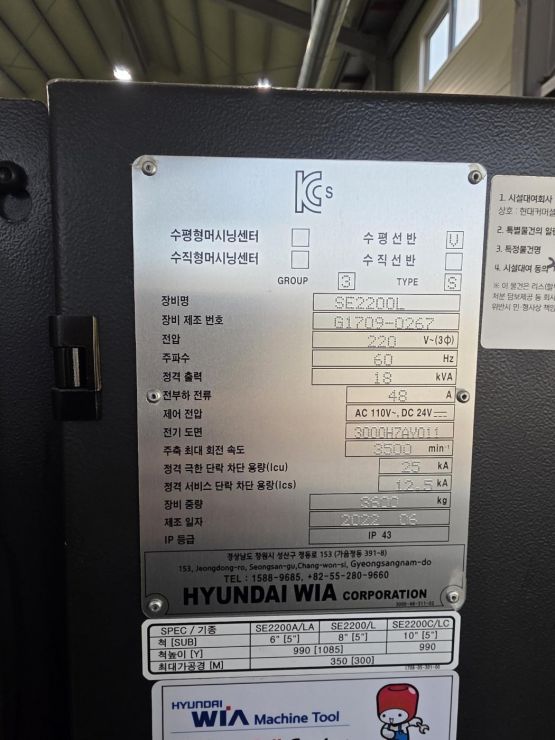 KCs
수평형머시닝센터
수평선반 V
수직형머시닝센터
수직선반
GROUP 3 TYPE S
장비명 SE2200L
장비 제조 번호 G1709-0267
전압 220 V~(3Φ)
주파수 60 Hz
정격 출력 18 kVA
전부하 전류 48 A
제어 전압 AC 110V~, DC 24V
전기 도면 3000H7AV011
주축 최대 회전 속도 3500 min⁻¹
정격 극한 단락 차단 용량(Icu) 25 kA
정격 서비스 단락 차단 용량(Ics) 12.5 kA
장비 중량 3600 kg
제조 일자 2022 06
IP 등급 IP 43
경상남도 창원시 성산구 정동로 153 (가음정동 391-8)
153, Jeongdong-ro, Seongsan-gu, Chang-won-si, Gyeongsangnam-do
TEL : 1588-9685, +82-55-280-9660
HYUNDAI WIA CORPORATION
SPEC / 기종 SE2200A/LA SE2200/L SE2200C/LC
척 [SUB] 6" [5"] 8" [5"] 10" [5"]
척높이 [Y] 990 [1085] 990
최대가공경 [M] 350 [300]
HYUNDAI
WIA Machine Tool
1. 시설대여회사
상호 : 현대커머셜
2. 특별물건의
3. 특정물건명
4. 시설대여